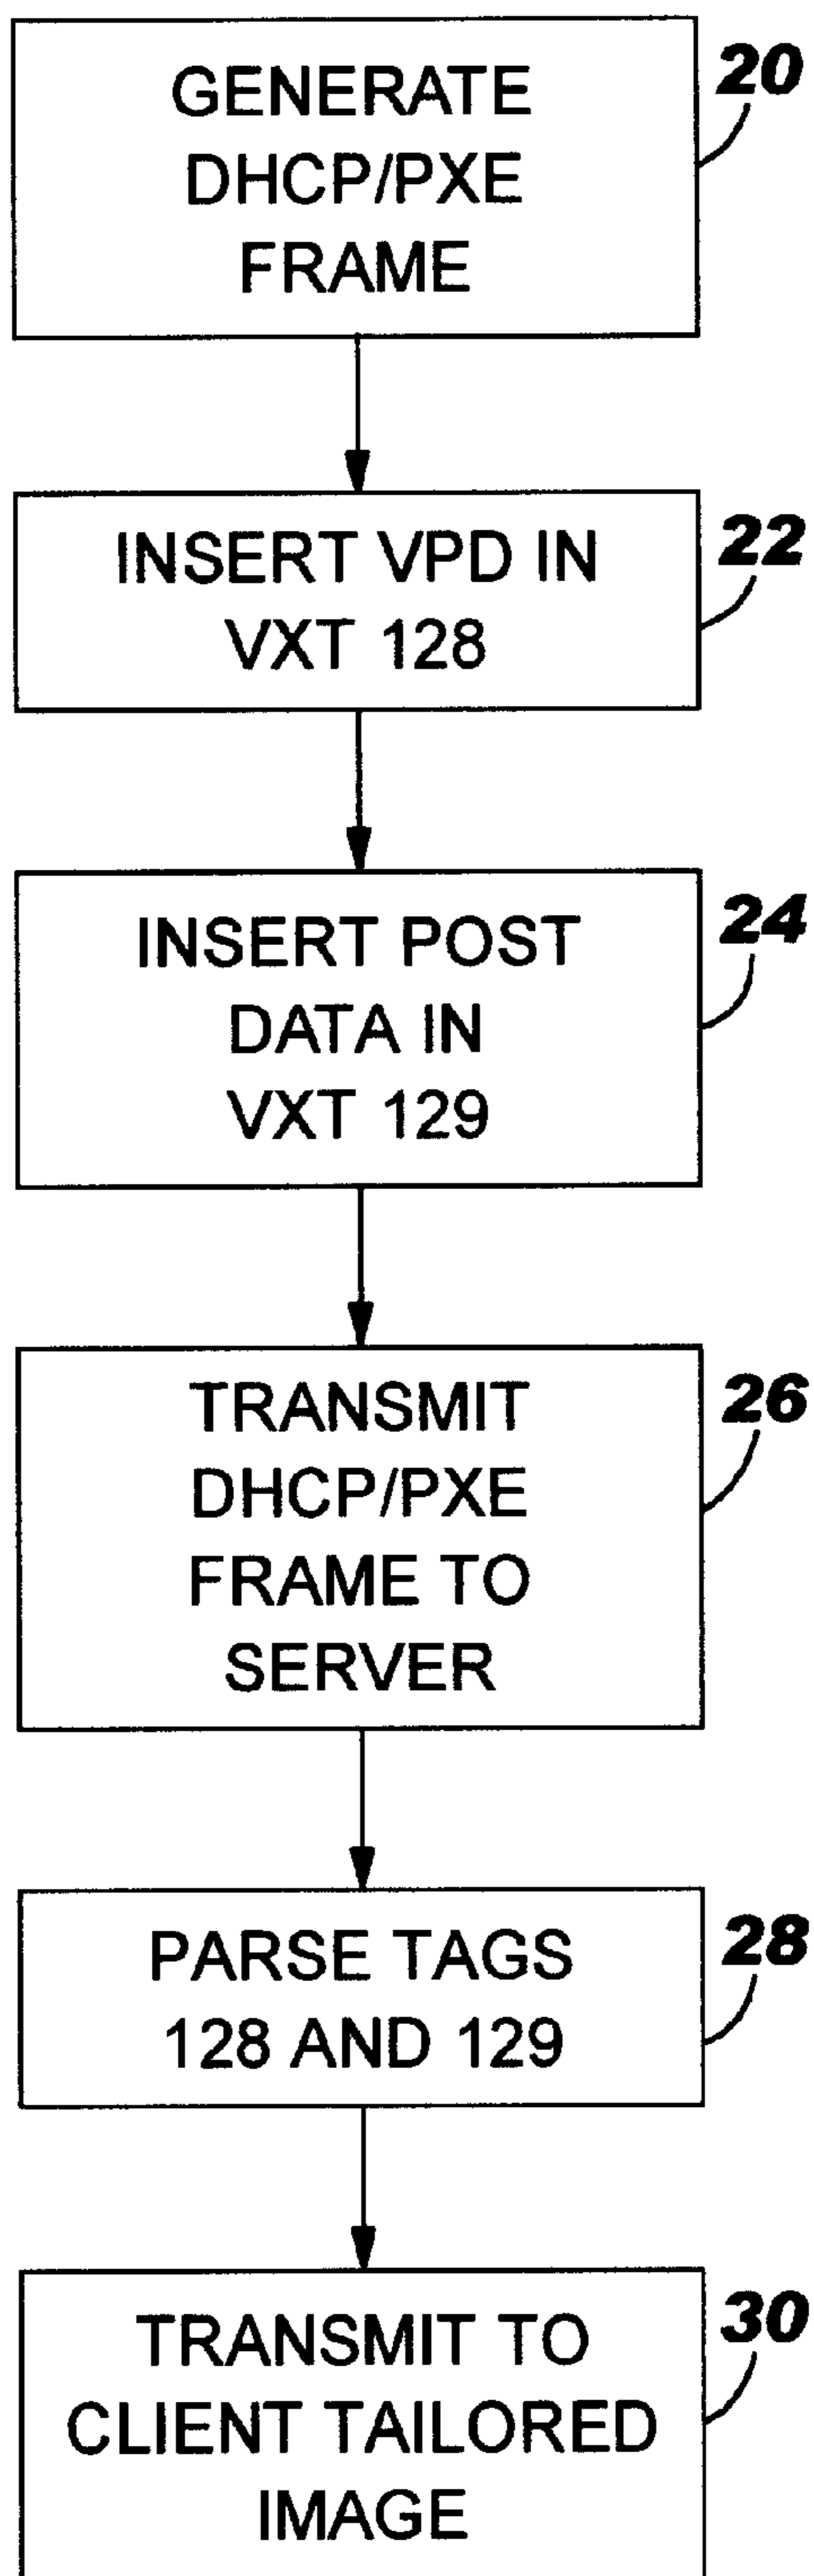 GENERATE
DHCP/PXE
FRAME
20
INSERT VPD IN
VXT 128
22
INSERT POST
DATA IN
VXT 129
24
TRANSMIT
DHCP/PXE
FRAME TO
SERVER
26
PARSE TAGS
128 AND 129
28
TRANSMIT TO
CLIENT TAILORED
IMAGE
30